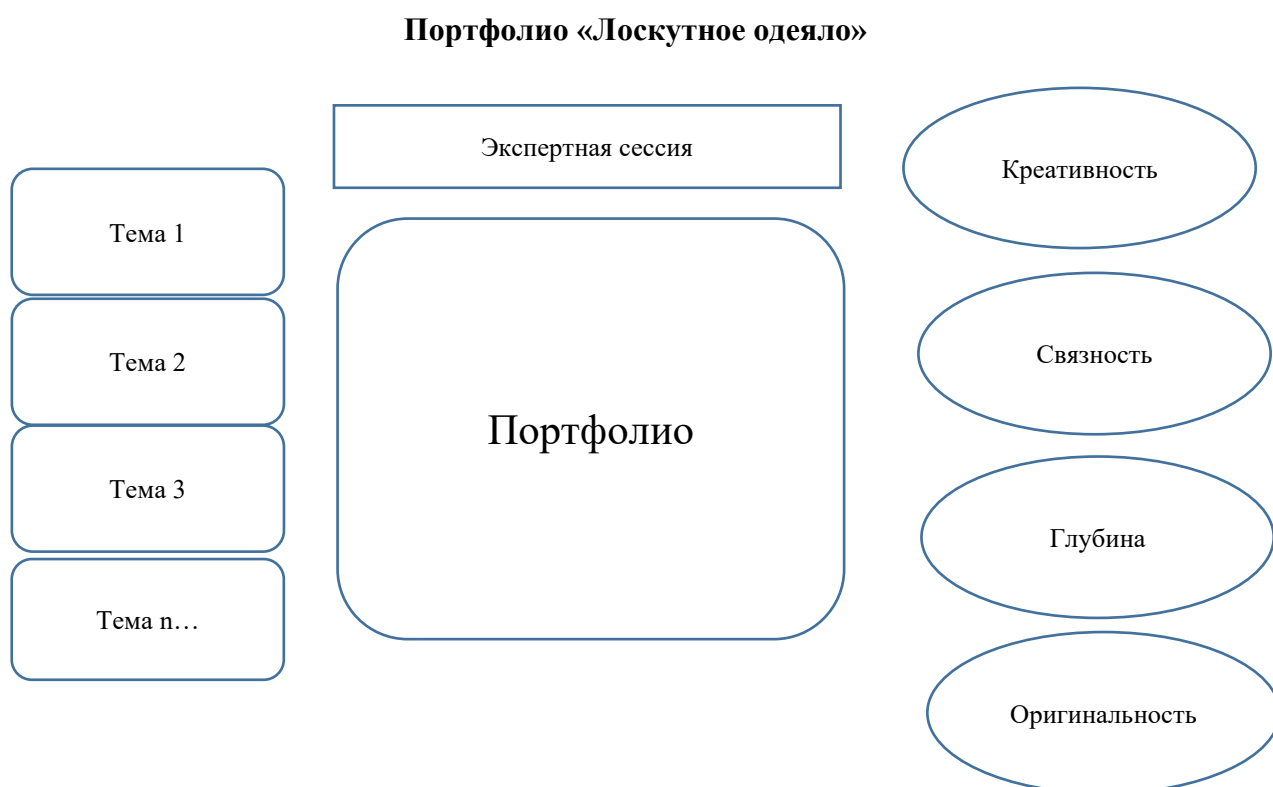 Портфолио «Лоскутное одеяло»
Экспертная сессия
Тема 1
Тема 2
Тема 3
Тема n…
Портфолио
Креативность
Связность
Глубина
Оригинальность